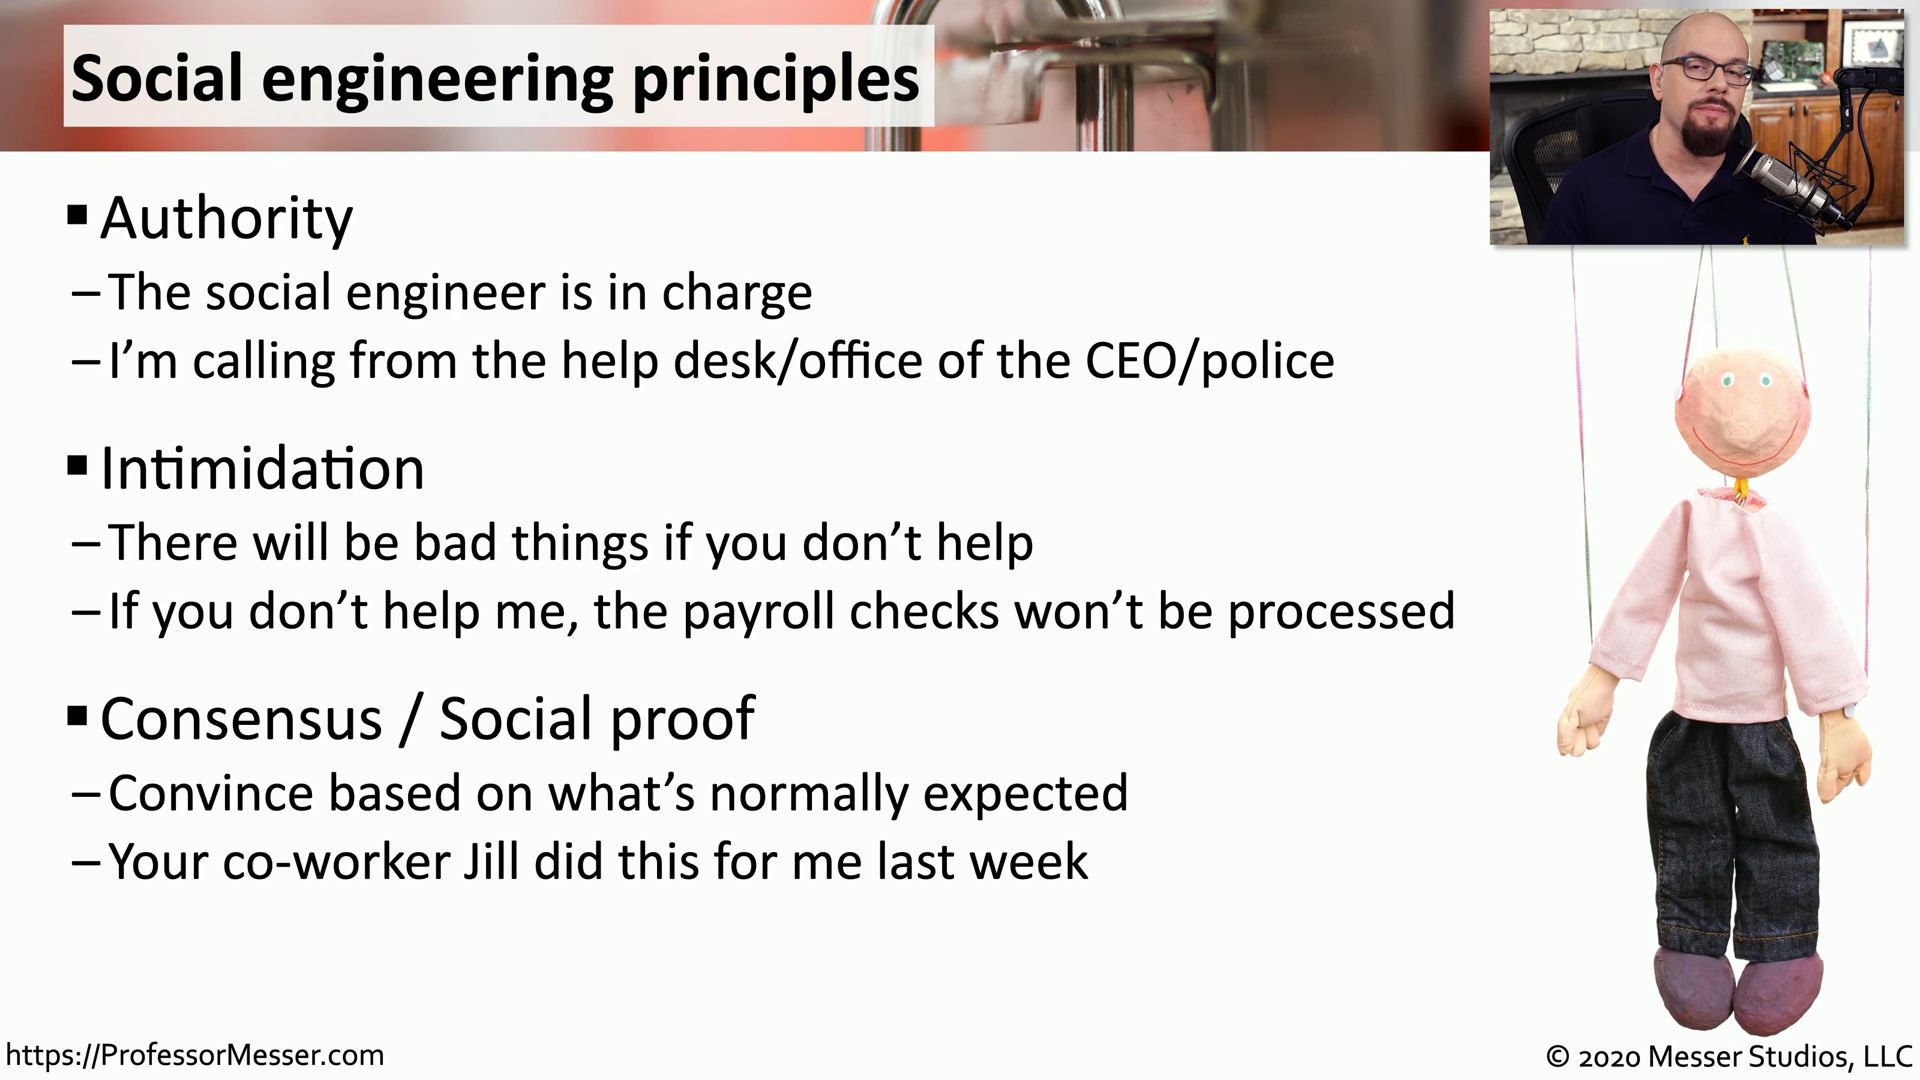 Social engineering principles
▪ Authority
– The social engineer is in charge
– I’m calling from the help desk/office of the CEO/police
▪ Intimidation
– There will be bad things if you don’t help
– If you don’t help me, the payroll checks won’t be processed
▪ Consensus / Social proof
– Convince based on what’s normally expected
– Your co-worker Jill did this for me last week
https://ProfessorMesser.com
© 2020 Messer Studios, LLC